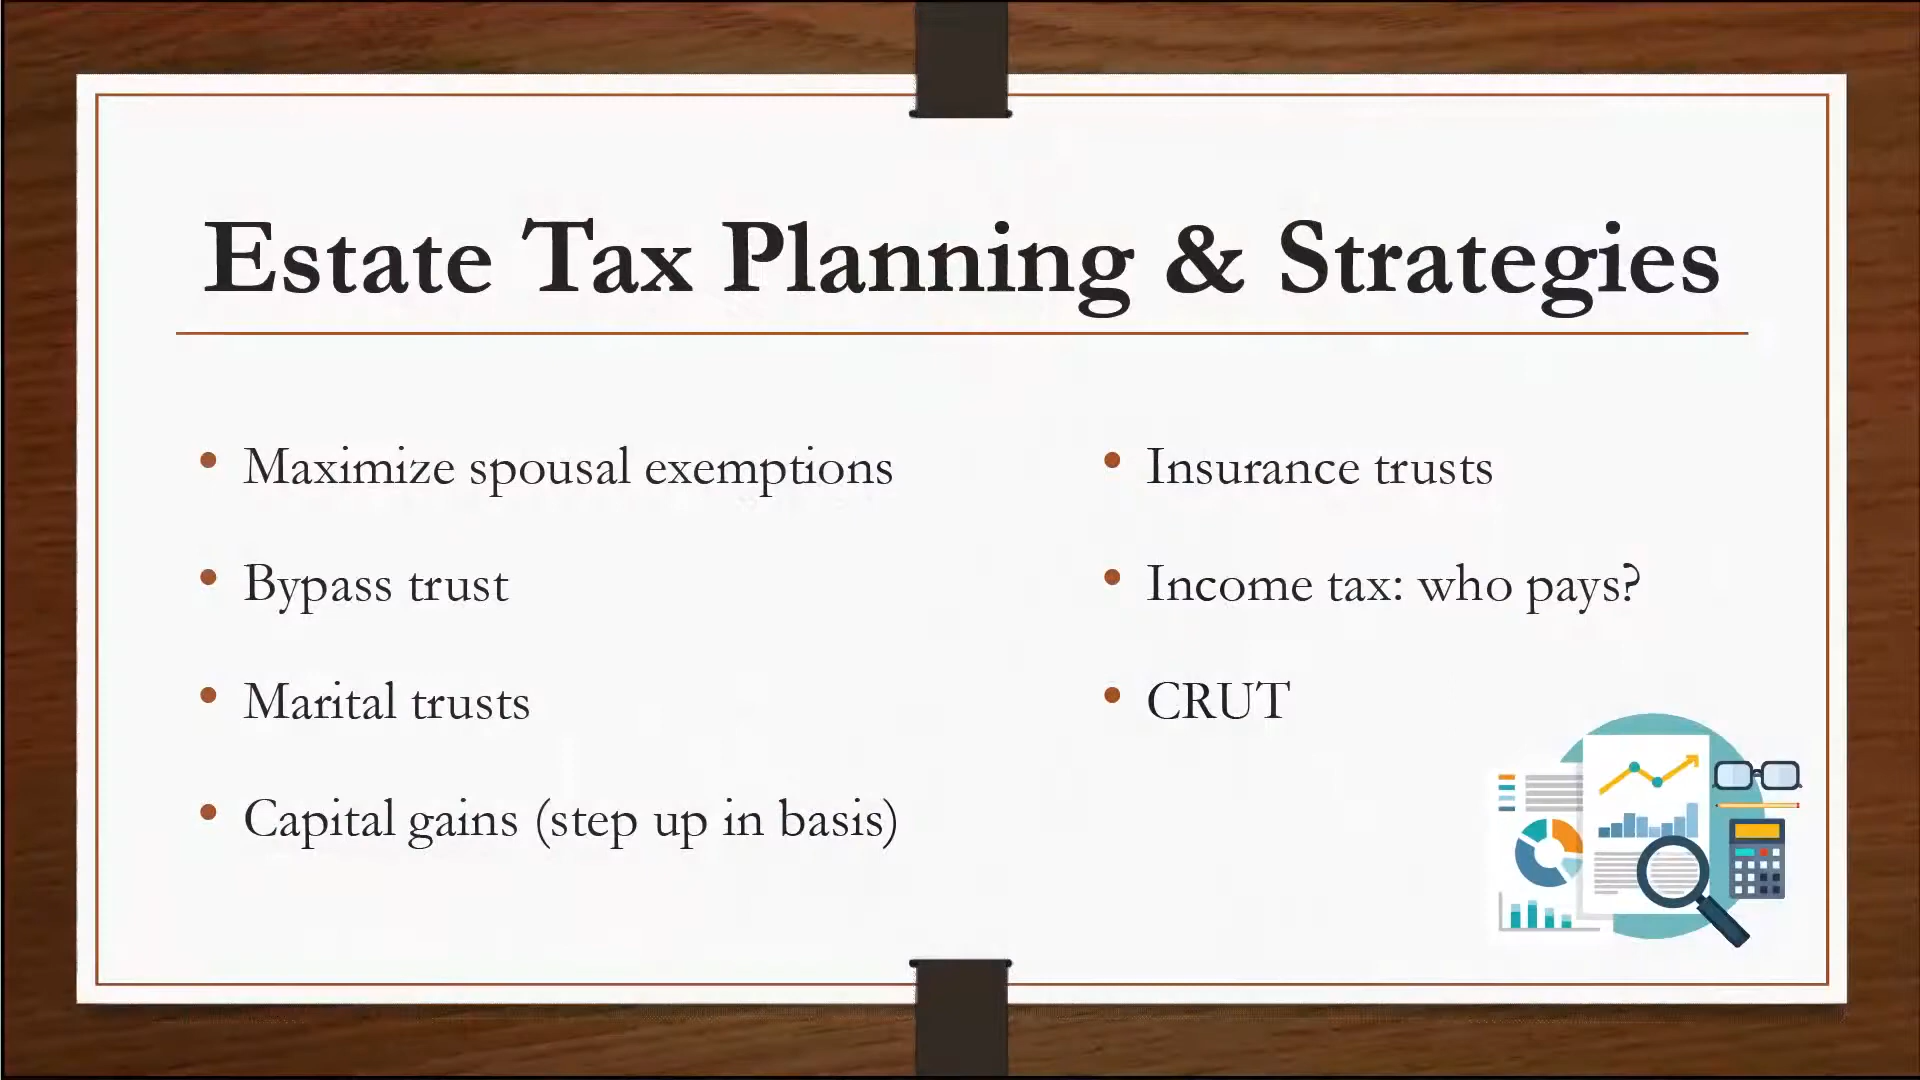 Estate Tax Planning & Strategies
• Maximize spousal exemptions
• Bypass trust
• Marital trusts
• Capital gains (step up in basis)
• Insurance trusts
• Income tax: who pays?
• CRUT